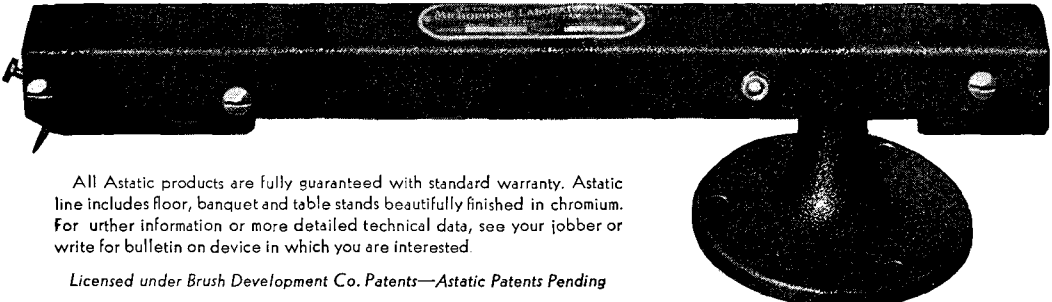 MICROPHONE LABORATORY
All Astatic products are fully guaranteed with standard warranty. Astatic
line includes floor, banquet and table stands beautifully finished in chromium.
For urther information or more detailed technical data, see your jobber or
write for bulletin on device in which you are interested.
Licensed under Brush Development Co. Patents—Astatic Patents Pending